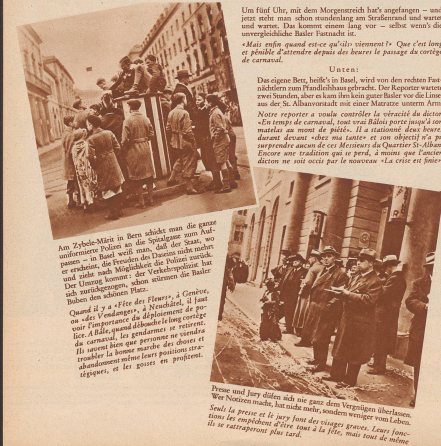 Um fünf Uhr, mit dem Morgenstreich hat's angefangen – und
jetzt steht man schon stundenlang am Straßenrand und wartet
und wartet. Das kommt einem lang vor – selbst wenn's die
unvergleichliche Basler Fastnacht ist.
«Mais enfin quand est-ce qu'‹ils› viennent?» Que c'est long
et pénible d'attendre depuis des heures le passage du cortège
de carnaval.
Unten:
Das eigene Bett, heißt's in Basel, wird von den rechten Fast-
nächtlern zum Pfandleihhaus gebracht. Der Reporter wartete
zwei Stunden, aber es kam ihm kein guter Basler vor die Linse
aus der St. Albanvorstadt mit einer Matratze unterm Arm.
Notre reporter a voulu contrôler la véracité du dicton
«En temps de carnaval, tout vrai Bâlois porte jusqu'à son
matelas au mont de piété». Il a stationné deux heures
durant devant «chez ma tante» et son objectif n'a pu
surprendre aucun de ces Messieurs du Quartier St-Alban.
Encore une tradition qui se perd, à moins que l'ancien
dicton ne soit occis par le nouveau «La crise est finie»
Am Zybele-Märit in Bern schickt man die ganze
uniformierte Polizei an die Spitalgasse zum Auf-
passen – in Basel weiß man, daß der Staat, wo
er erscheint, die Freuden des Daseins nicht mehrt
und zieht nach Möglichkeit die Polizei zurück.
Der Umzug kommt: der Verkehrspolizist hat
sich zurückgezogen, schon stürmen die Basler
Buben den schönen Platz.
Quand il y a «Fête des Fleurs», à Genève,
ou «des Vendanges», à Neuchâtel, il faut
voir l'importance du déploiement de po-
lice. A Bâle, quand débouche le long cortège
du carnaval, les gendarmes se retirent.
Ils savent bien que personne ne viendra
troubler la bonne marche des choses et
abandonnent même leurs positions stra-
tégiques, et les gosses en profitent.
Presse und Jury dürfen sich nie ganz dem Vergnügen überlassen.
Wer Notizen macht, hat nicht mehr, sondern weniger vom Leben.
Seuls la presse et le jury font des visages graves. Leurs fonc-
tions les empêchent d'être tout à la fête, mais tout de même
ils se rattraperont plus tard.